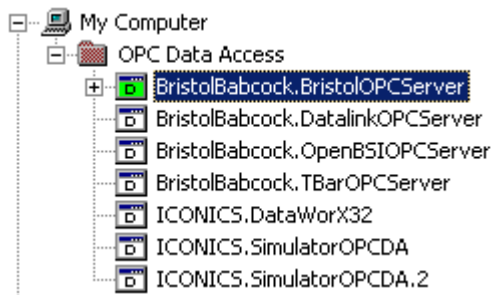 My Computer
OPC Data Access
BristolBabcock.BristolOPCServer
BristolBabcock.DatalinkOPCServer
BristolBabcock.OpenBSIOPCServer
BristolBabcock.TBarOPCServer
ICONICS.DataWorX32
ICONICS.SimulatorOPCDA
ICONICS.SimulatorOPCDA.2